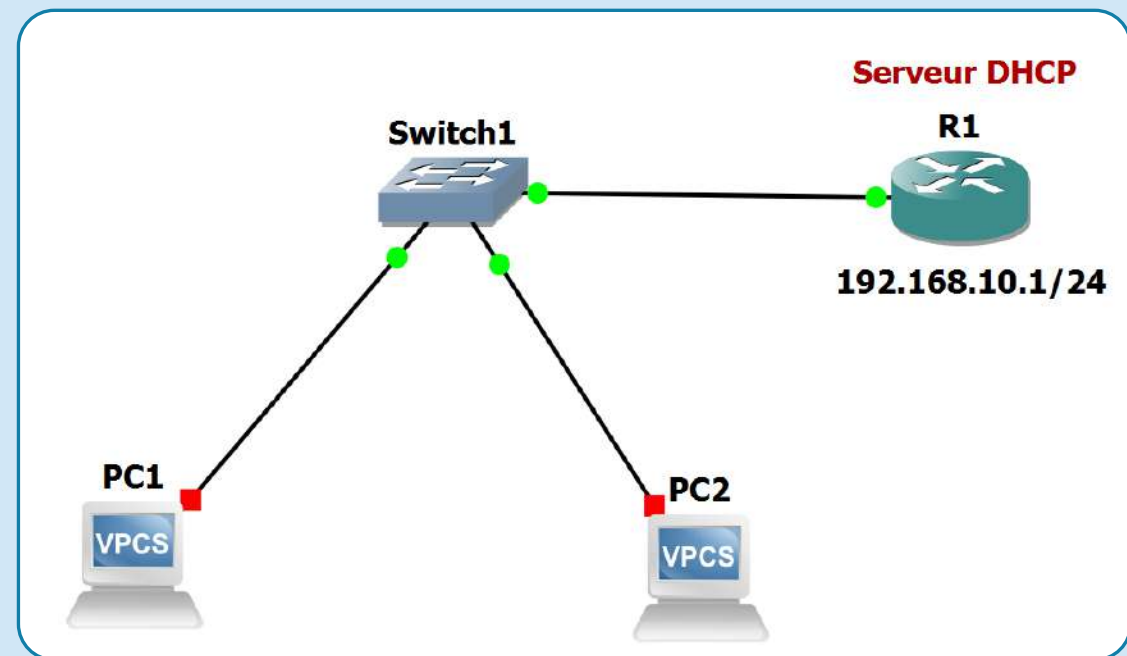 Serveur DHCP
R1
Switch1
192.168.10.1/24
PC1
VPCS
PC2
VPCS